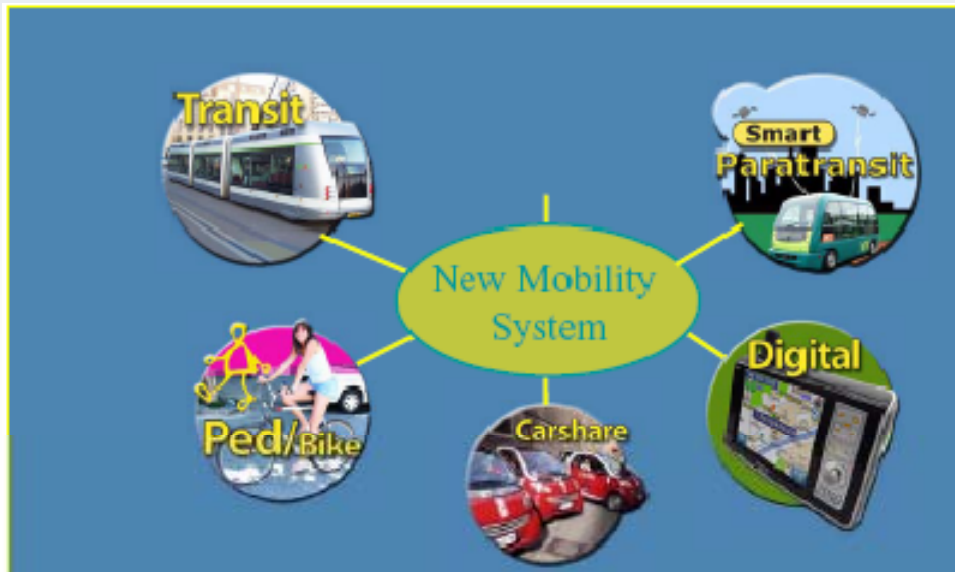 Transit
Smart
Paratransit
New Mobility
System
Ped/Bike
Carshare
Digital